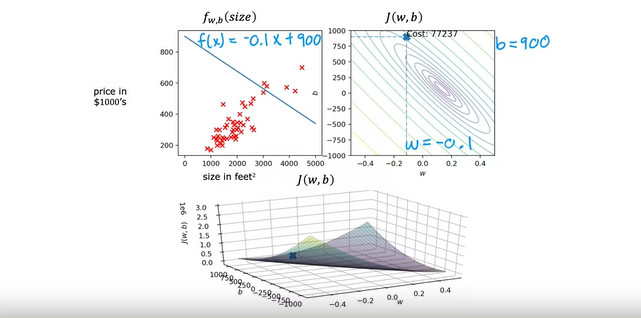 f_{w,b}(size)
f(x) = -0.1x + 900
800
600
400
200
0 1000 2000 3000 4000 5000
price in
$1000's
size in feet²
J(w,b)
Cost: 77237
b=900
w=-0.1
1000
750
500
250
0
−250
−500
−750
−1000
b
−0.4 −0.2 0.0 0.2 0.4
w
J(w,b)
1e6
3.0
2.5
2.0
1.5
1.0
0.5
0.0
J(w, b)
1000
750
500
250
0
−250
−500
−750
−1000
b
−0.4 −0.2 0.0 0.2 0.4
w